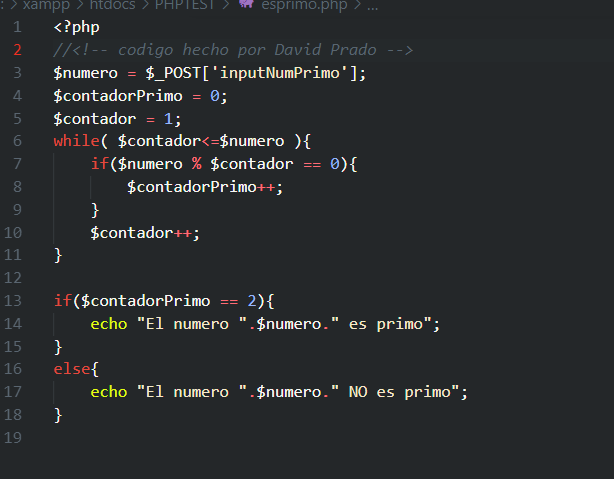 : > xampp > htdocs > PHPTEST > esprimo.php > ...
1 <?php
2 //<!-- codigo hecho por David Prado -->
3 $numero = $_POST['inputNumPrimo'];
4 $contadorPrimo = 0;
5 $contador = 1;
6 while( $contador<=$numero ){
7     if($numero % $contador == 0){
8         $contadorPrimo++;
9     }
10     $contador++;
11 }
12
13 if($contadorPrimo == 2){
14     echo "El numero ".$numero." es primo";
15 }
16 else{
17     echo "El numero ".$numero." NO es primo";
18 }
19